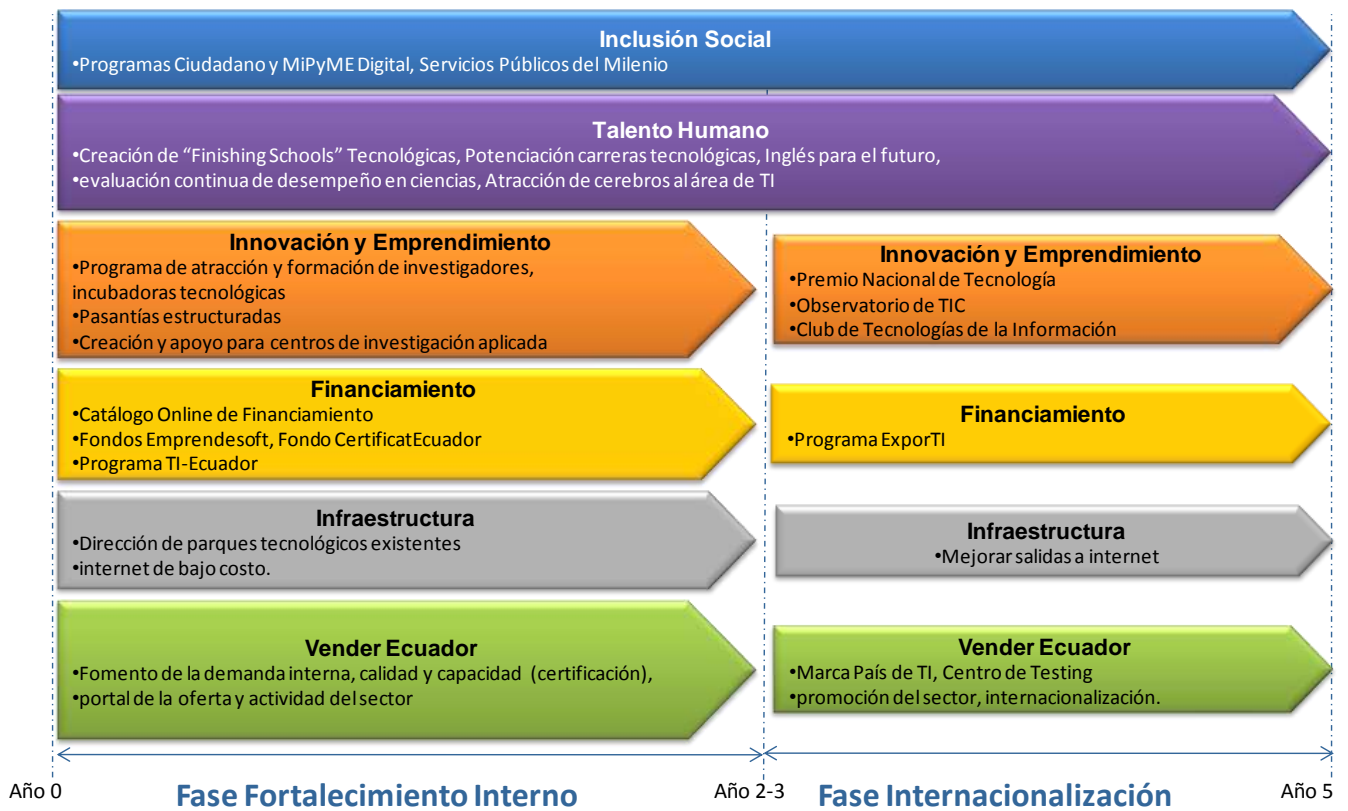 Inclusión Social
•Programas Ciudadano y MiPyME Digital, Servicios Públicos del Milenio
Talento Humano
•Creación de “Finishing Schools” Tecnológicas, Potenciación carreras tecnológicas, Inglés para el futuro,
•evaluación continua de desempeño en ciencias, Atracción de cerebros al área de TI
Innovación y Emprendimiento
•Programa de atracción y formación de investigadores,
incubadoras tecnológicas
•Pasantías estructuradas
•Creación y apoyo para centros de investigación aplicada
Innovación y Emprendimiento
•Premio Nacional de Tecnología
•Observatorio de TIC
•Club de Tecnologías de la Información
Financiamiento
•Catálogo Online de Financiamiento
•Fondos Emprendesoft, Fondo CertificatEcuador
•Programa TI-Ecuador
Financiamiento
•Programa ExporTI
Infraestructura
•Dirección de parques tecnológicos existentes
•internet de bajo costo.
Infraestructura
•Mejorar salidas a internet
Vender Ecuador
•Fomento de la demanda interna, calidad y capacidad (certificación),
•portal de la oferta y actividad del sector
Vender Ecuador
•Marca País de TI, Centro de Testing
•promoción del sector, internacionalización.
Año 0
Fase Fortalecimiento Interno
Año 2-3
Fase Internacionalización
Año 5